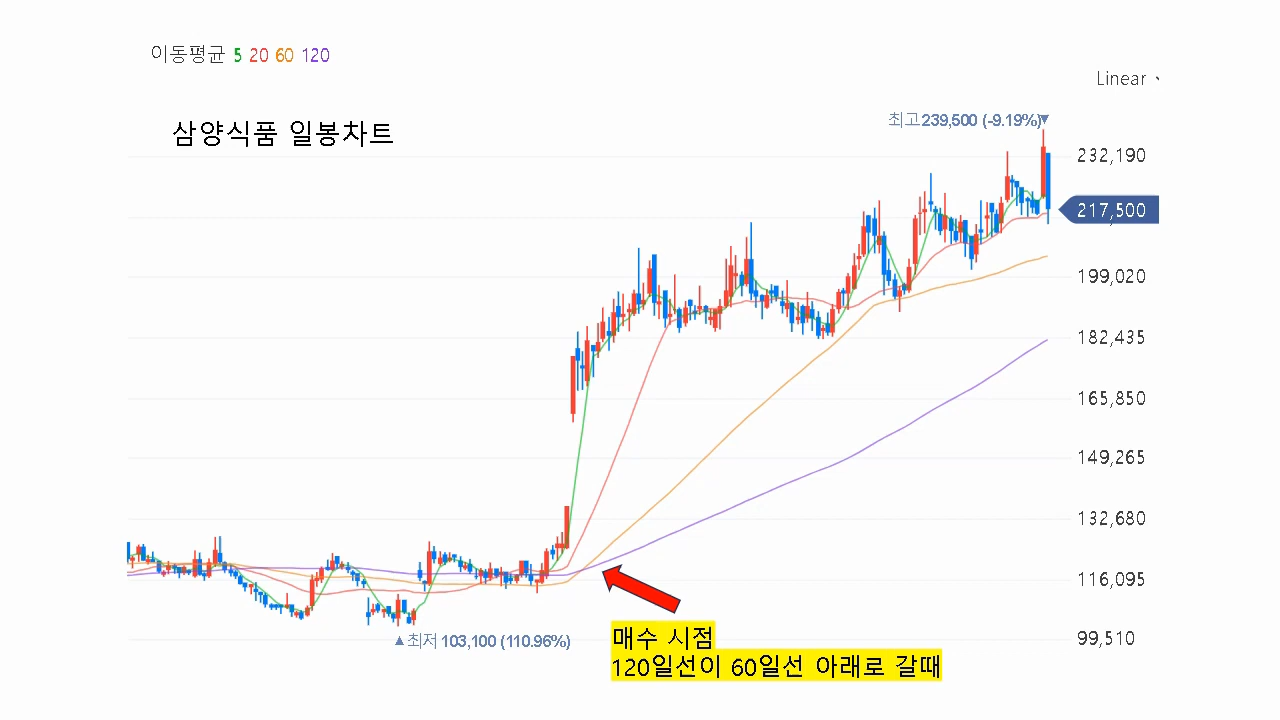 이동평균 5 20 60 120
Linear
삼양식품 일봉차트
최고 239,500 (-9.19%)▼
232,190
217,500
199,020
182,435
165,850
149,265
132,680
116,095
▲최저 103,100 (110.96%)
99,510
매수 시점
120일선이 60일선 아래로 갈때